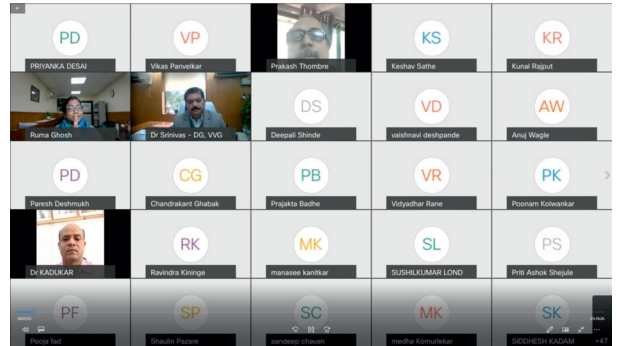 PD
VP
KS
KR
PRIYANKA DESAI
Vikas Panvelkar
Prakash Thombre
Keshav Sathe
Kunal Rajput
DS
VD
AW
Ruma Ghosh
Dr Srinivas - DG, VVG
Deepali Shinde
vaishnavi deshpande
Anuj Wagle
PD
CG
PB
VR
PK
Paresh Deshmukh
Chandrakant Ghabak
Prajakta Badhe
Vidyadhar Rane
Poonam Kolwankar
RK
MK
SL
PS
Dr KADUKAR
Ravindra Kininge
manasee kanitkar
SUSHILKUMAR LOND
Priti Ashok Shejule
PF
SP
SC
MK
SK
Pooja fad
Shaulin Pazare
sandeep chavan
medha Komurlekar
SIDDHESH KADAM
+47